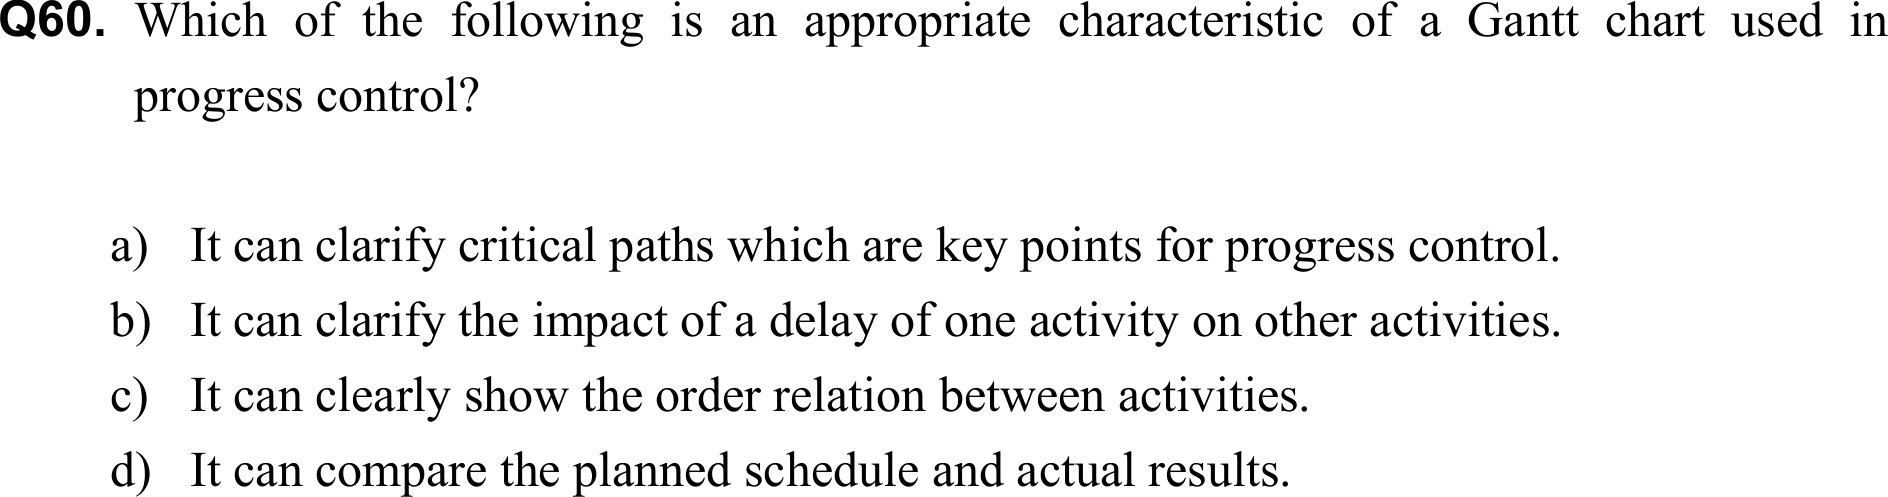 Q60. Which of the following is an appropriate characteristic of a Gantt chart used in
progress control?
a) It can clarify critical paths which are key points for progress control.
b) It can clarify the impact of a delay of one activity on other activities.
c) It can clearly show the order relation between activities.
d) It can compare the planned schedule and actual results.